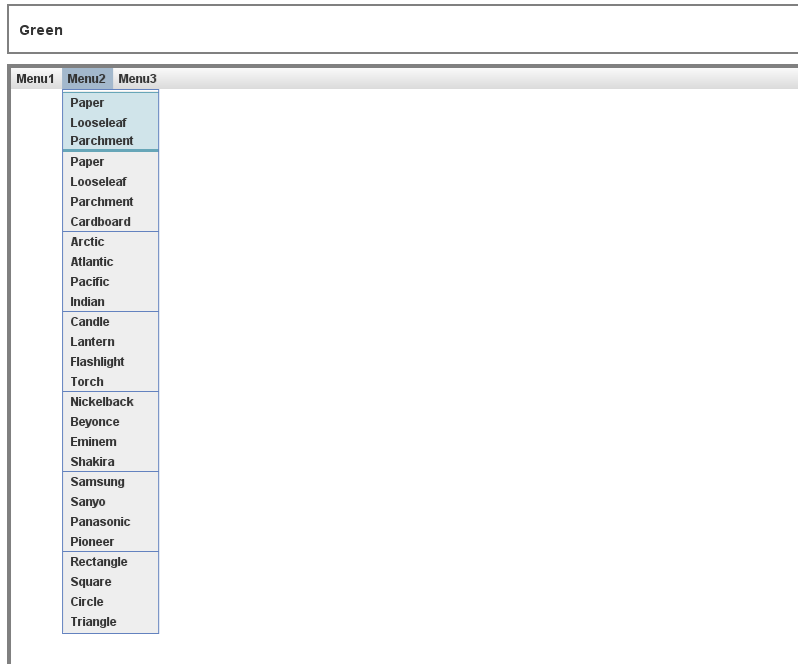 Green
Menu1 Menu2 Menu3
Paper
Looseleaf
Parchment
Paper
Looseleaf
Parchment
Cardboard
Arctic
Atlantic
Pacific
Indian
Candle
Lantern
Flashlight
Torch
Nickelback
Beyonce
Eminem
Shakira
Samsung
Sanyo
Panasonic
Pioneer
Rectangle
Square
Circle
Triangle